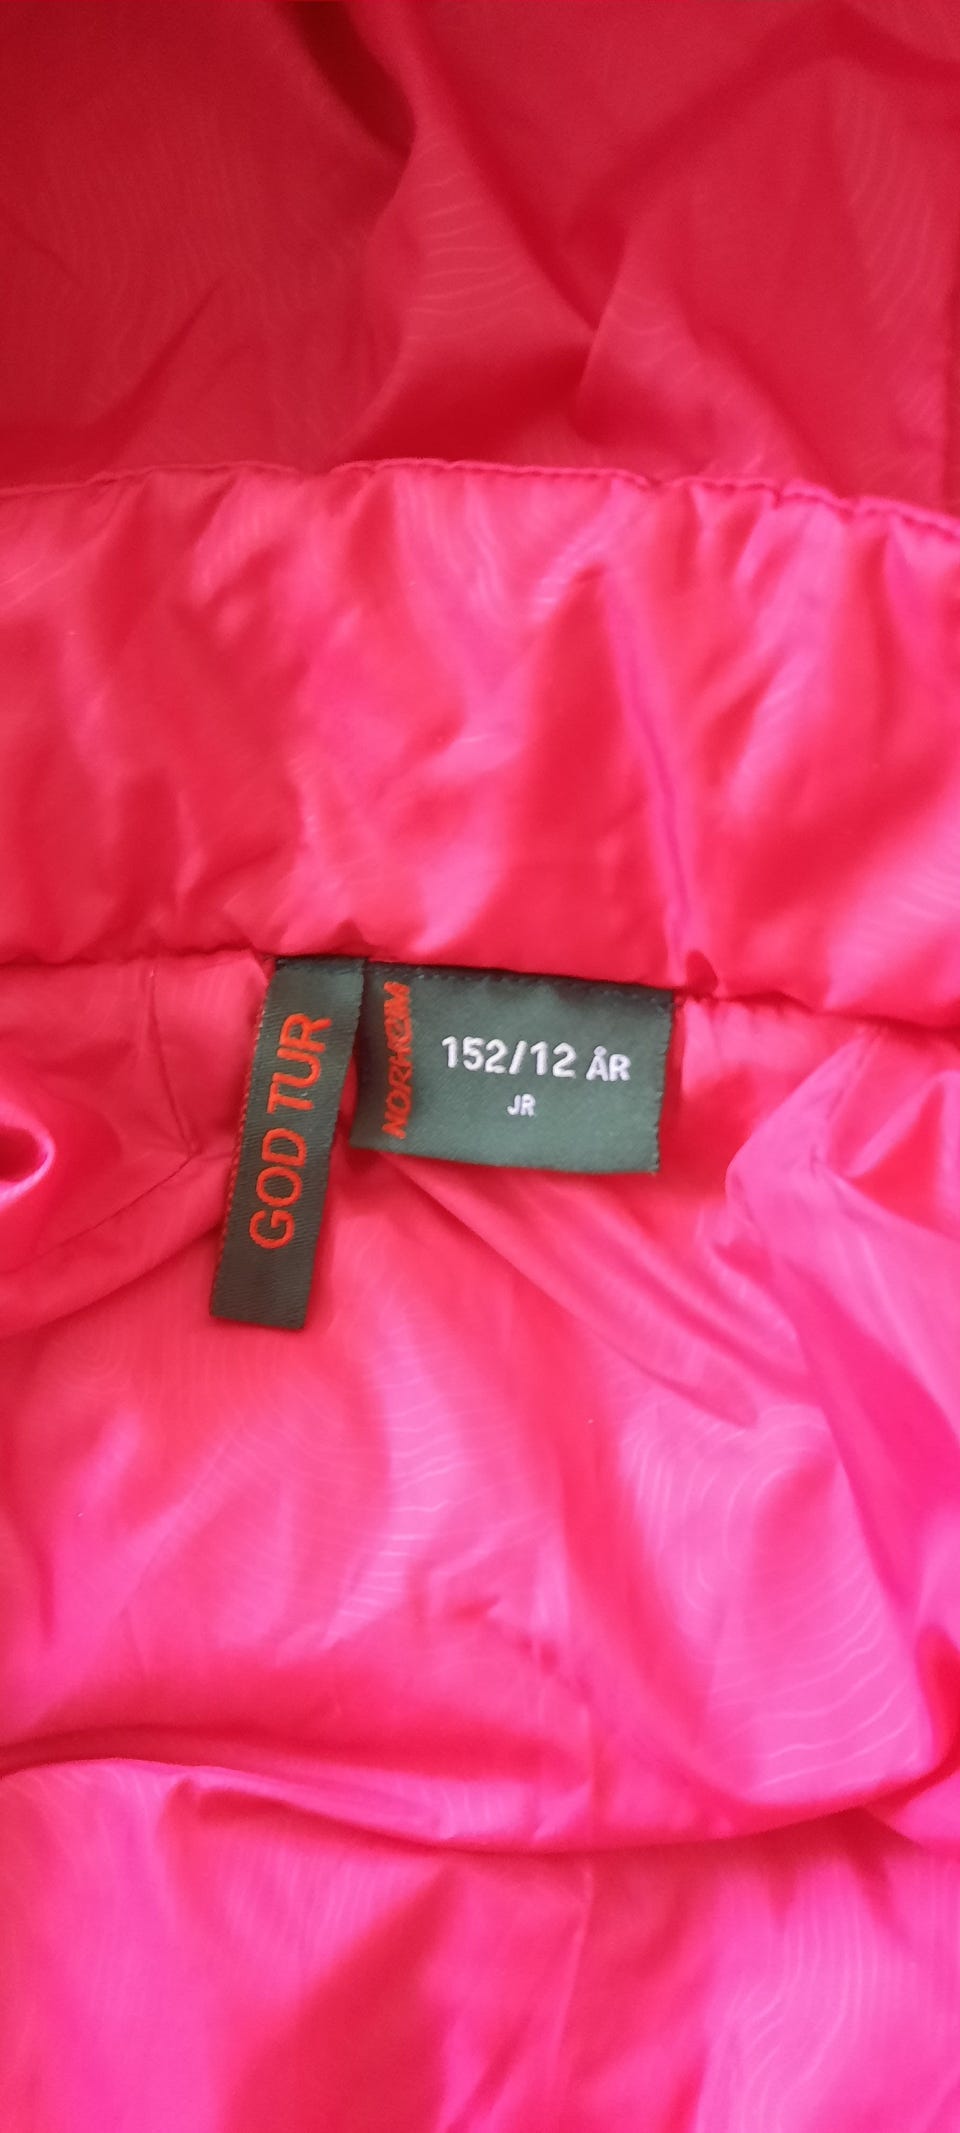 GOD TUR
NORHEIM
152/12 ÅR
JR